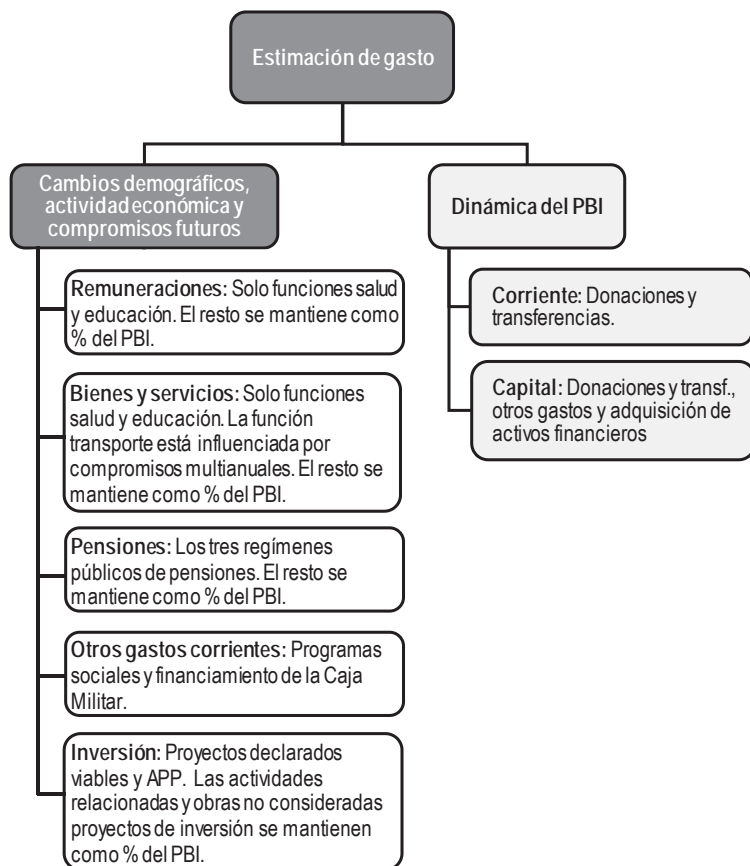 Estimación de gasto
Cambios demográficos,
actividad económica y
compromisos futuros
Remuneraciones: Solo funciones salud
y educación. El resto se mantiene como
% del PBI.
Bienes y servicios: Solo funciones
salud y educación. La función
transporte está influenciada por
compromisos multianuales. El resto se
mantiene como % del PBI.
Pensiones: Los tres regímenes
públicos de pensiones. El resto se
mantiene como % del PBI.
Otros gastos corrientes: Programas
sociales y financiamiento de la Caja
Militar.
Inversión: Proyectos declarados
viables y APP. Las actividades
relacionadas y obras no consideradas
proyectos de inversión se mantienen
como % del PBI.
Dinámica del PBI
Corriente: Donaciones y
transferencias.
Capital: Donaciones y transf.,
otros gastos y adquisición de
activos financieros